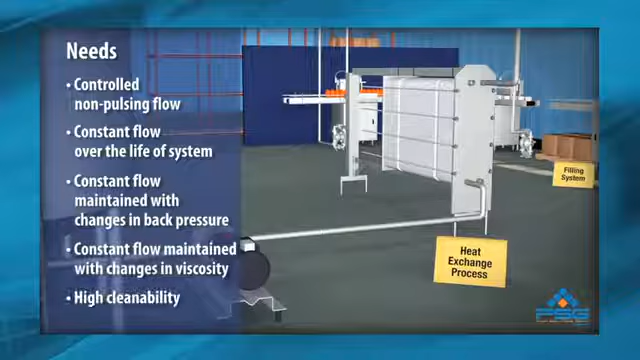 Needs
• Controlled
non-pulsing flow
• Constant flow
over the life of system
• Constant flow
maintained with
changes in back pressure
• Constant flow maintained
with changes in viscosity
• High cleanability
Filling
System
Heat
Exchange
Process
PSG